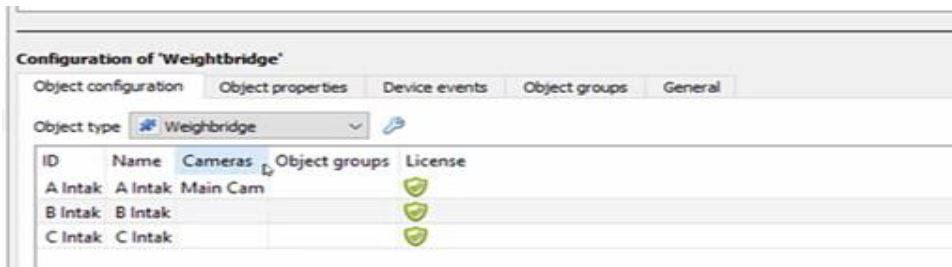 Configuration of 'Weightbridge'
Object configuration Object properties Device events Object groups General
Object type Weighbridge
ID Name Cameras Object groups License
A Intak A Intak Main Cam
B Intak B Intak
C Intak C Intak